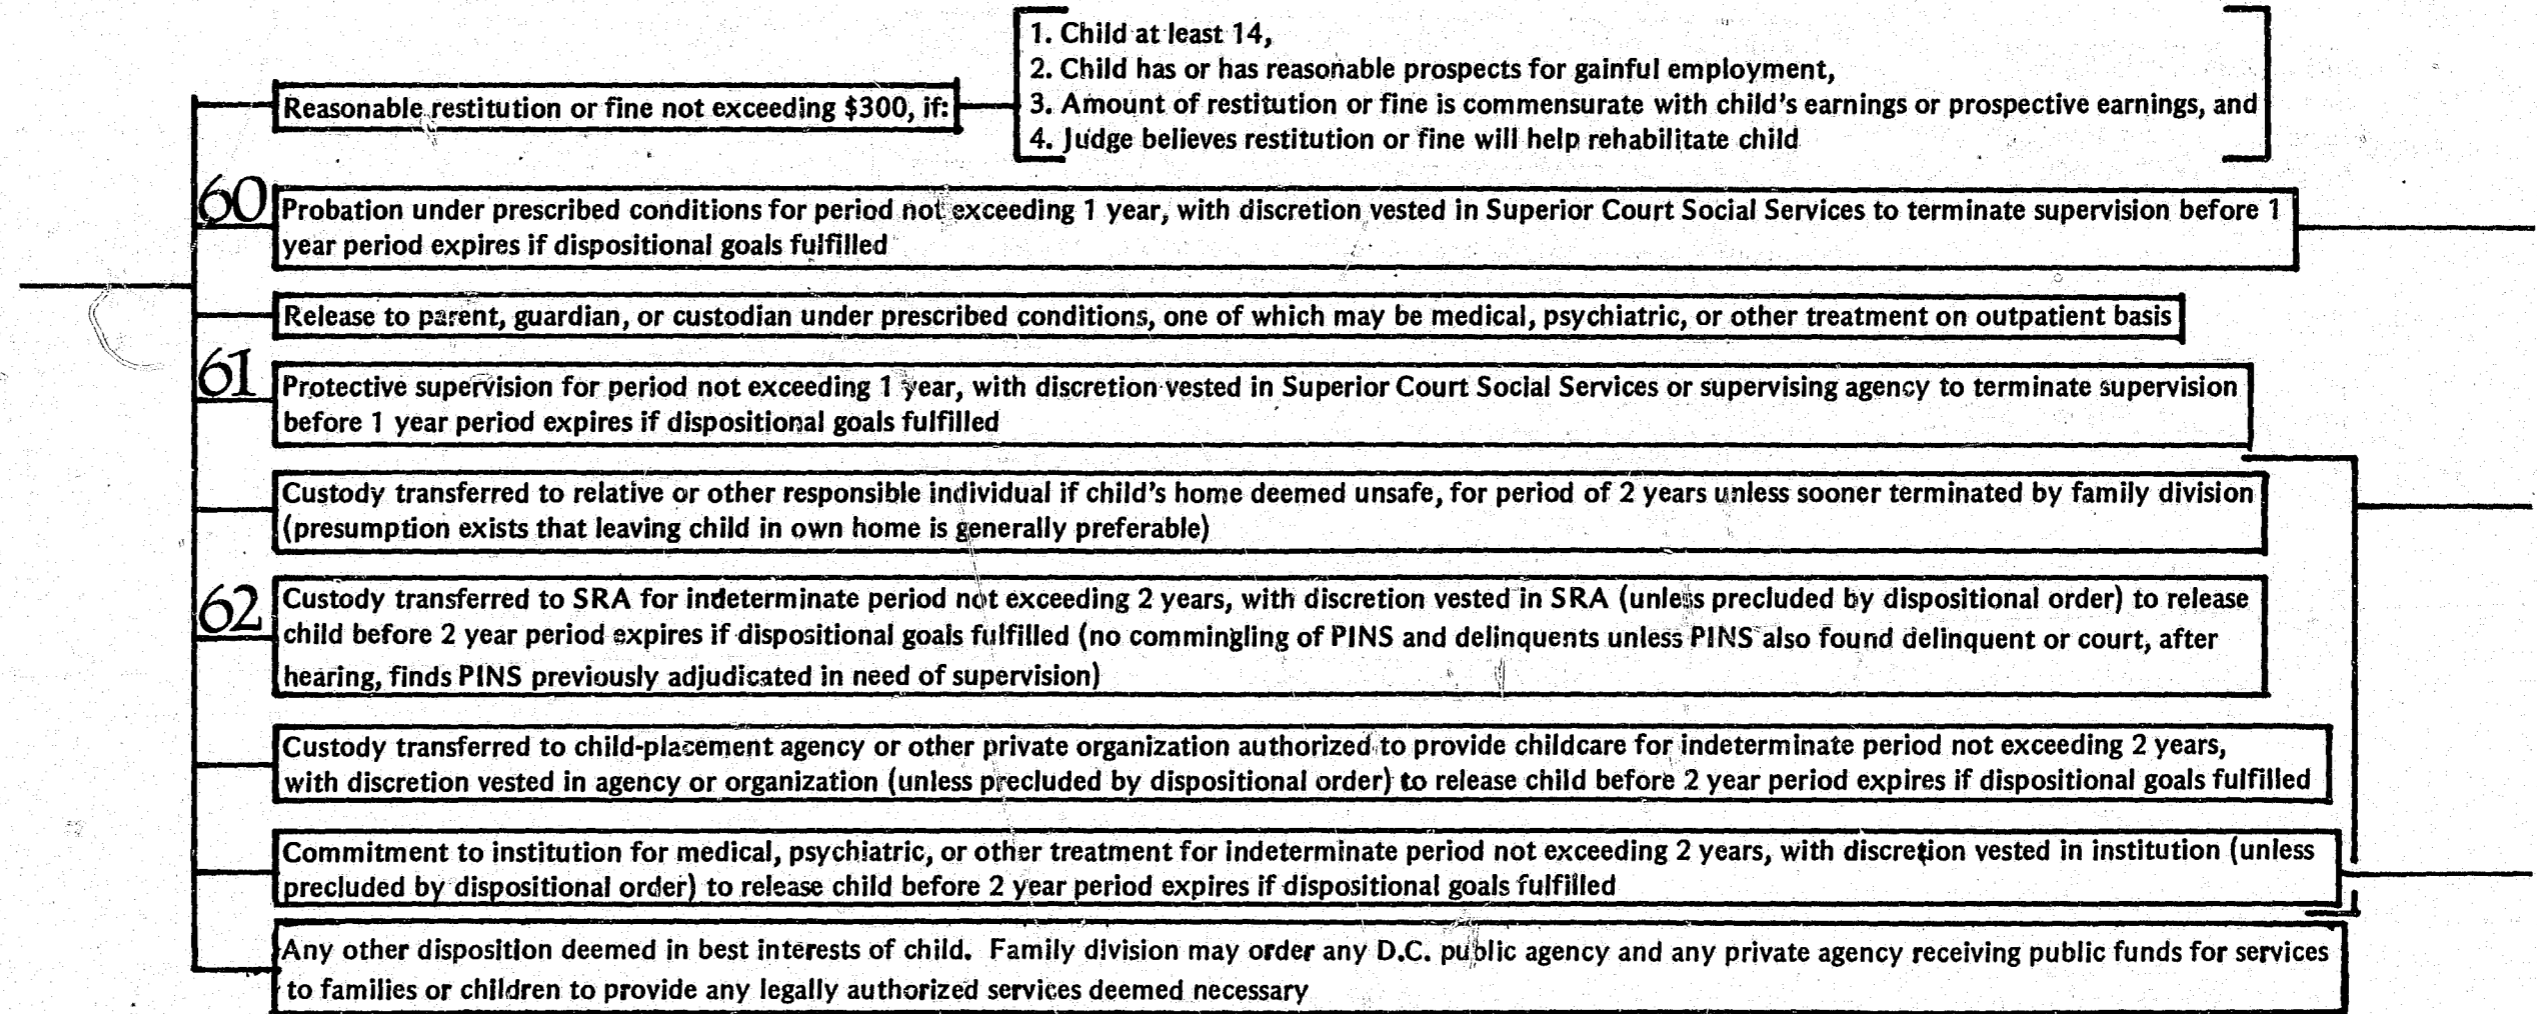 1. Child at least 14,
2. Child has or has reasonable prospects for gainful employment,
Reasonable restitution or fine not exceeding $300, if:
3. Amount of restitution or fine is commensurate with child's earnings or prospective earnings, and
4. Judge believes restitution or fine will help rehabilitate child
60
Probation under prescribed conditions for period not exceeding 1 year, with discretion vested in Superior Court Social Services to terminate supervision before 1
year period expires if dispositional goals fulfilled
Release to parent, guardian, or custodian under prescribed conditions, one of which may be medical, psychiatric, or other treatment on outpatient basis
61
Protective supervision for period not exceeding 1 year, with discretion vested in Superior Court Social Services or supervising agency to terminate supervision
before 1 year period expires if dispositional goals fulfilled
Custody transferred to relative or other responsible individual if child's home deemed unsafe, for period of 2 years unless sooner terminated by family division
(presumption exists that leaving child in own home is generally preferable)
62
Custody transferred to SRA for indeterminate period not exceeding 2 years, with discretion vested in SRA (unless precluded by dispositional order) to release
child before 2 year period expires if dispositional goals fulfilled (no commingling of PINS and delinquents unless PINS also found delinquent or court, after
hearing, finds PINS previously adjudicated in need of supervision)
Custody transferred to child-placement agency or other private organization authorized to provide childcare for indeterminate period not exceeding 2 years,
with discretion vested in agency or organization (unless precluded by dispositional order) to release child before 2 year period expires if dispositional goals fulfilled
Commitment to institution for medical, psychiatric, or other treatment for indeterminate period not exceeding 2 years, with discretion vested in institution (unless
precluded by dispositional order) to release child before 2 year period expires if dispositional goals fulfilled
Any other disposition deemed in best interests of child. Family division may order any D.C. public agency and any private agency receiving public funds for services
to families or children to provide any legally authorized services deemed necessary